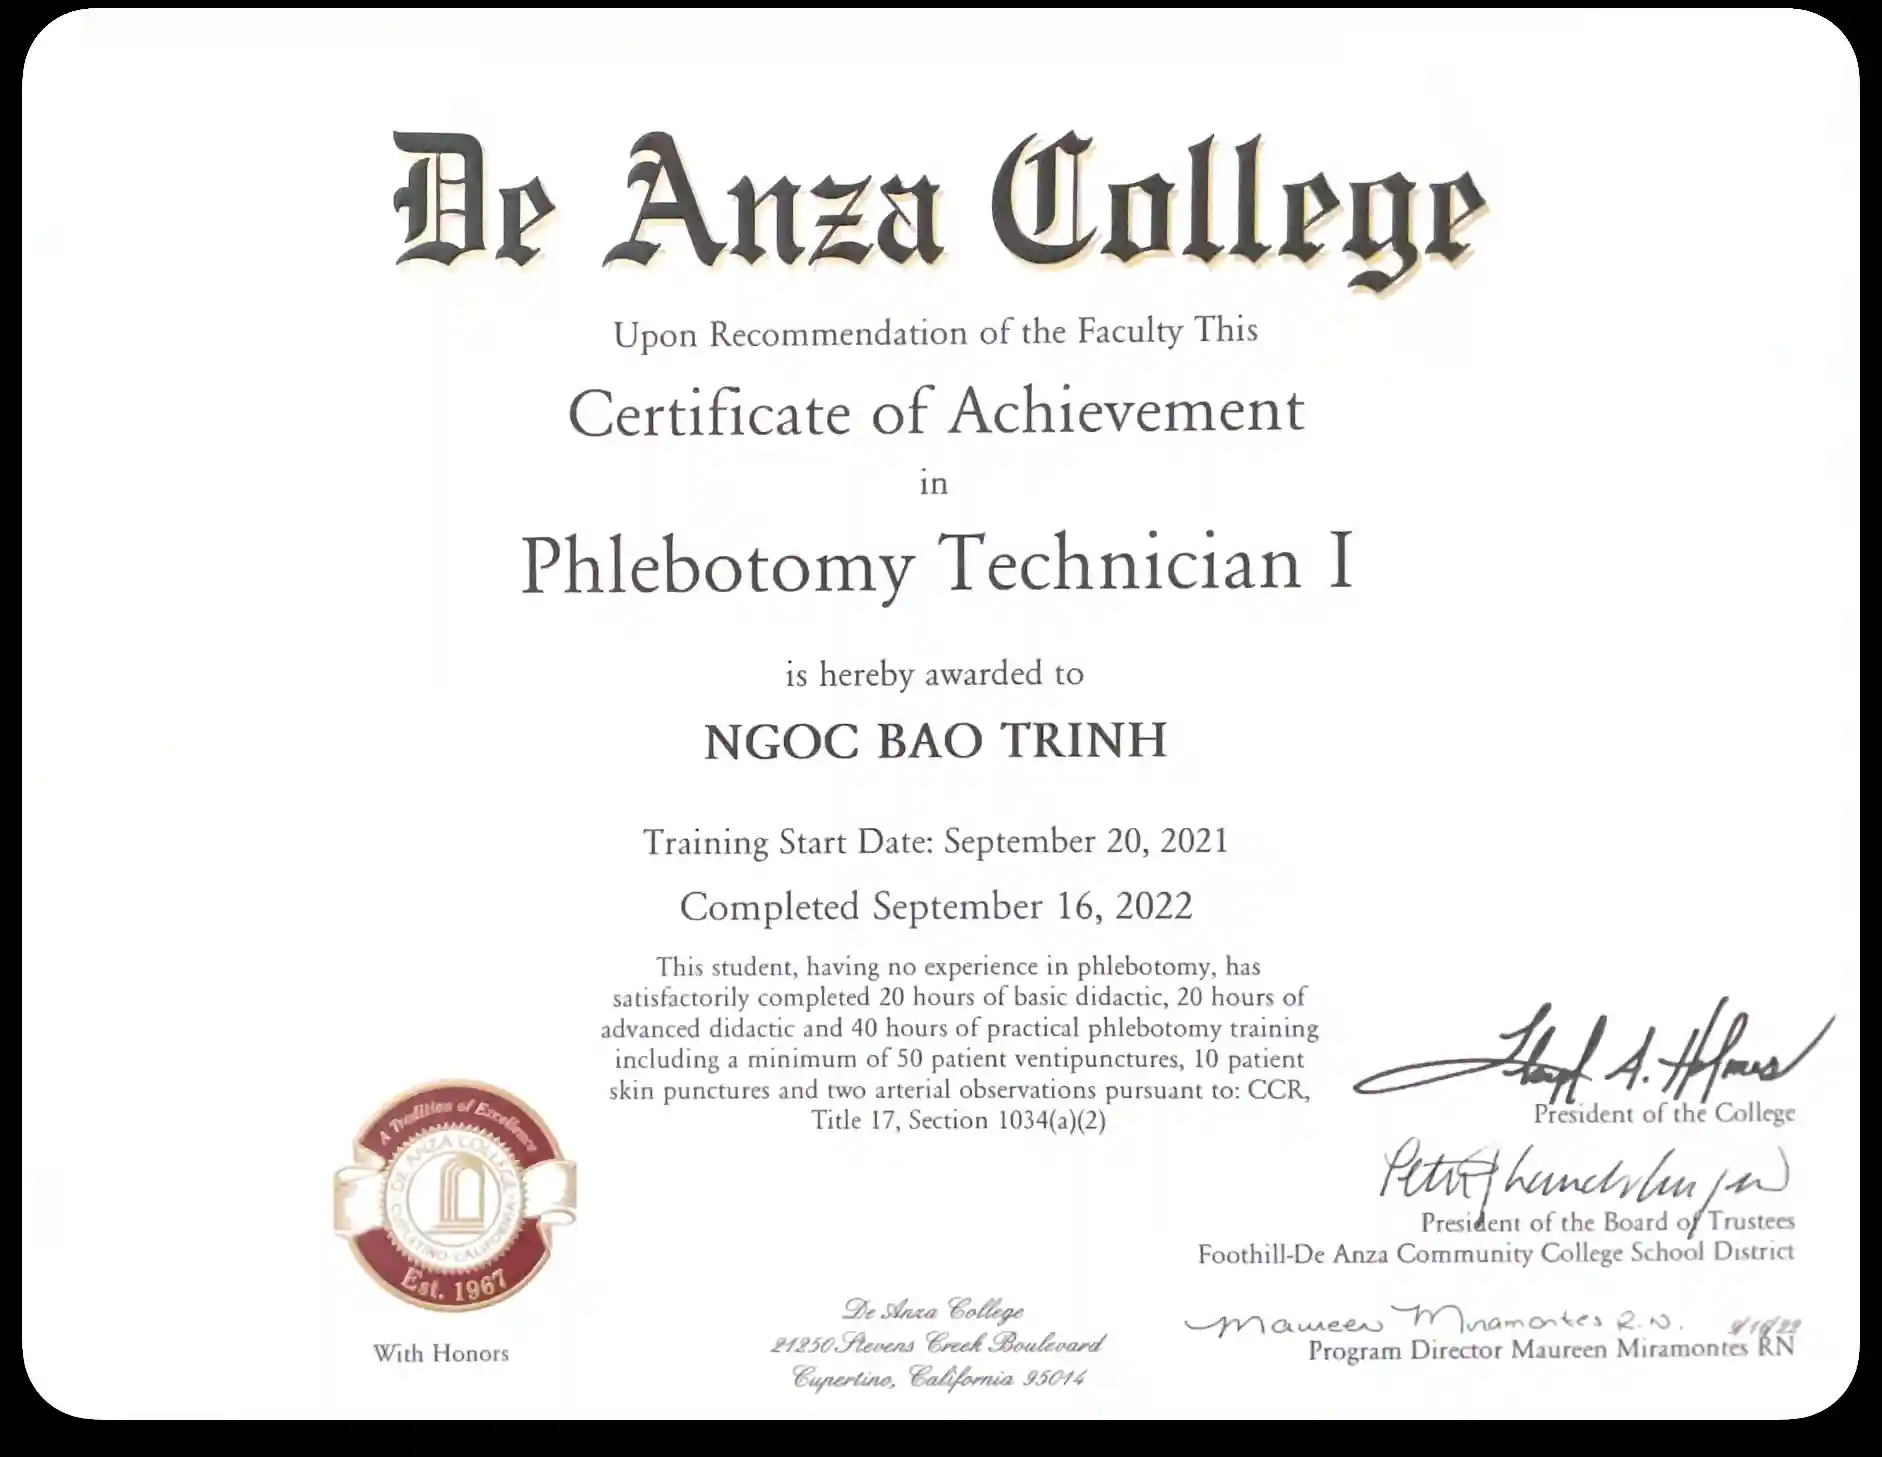 De Anza College
Upon Recommendation of the Faculty This
Certificate of Achievement
in
Phlebotomy Technician I
is hereby awarded to
NGOC BAO TRINH
Training Start Date: September 20, 2021
Completed September 16, 2022
This student, having no experience in phlebotomy, has
satisfactorily completed 20 hours of basic didactic, 20 hours of
advanced didactic and 40 hours of practical phlebotomy training
including a minimum of 50 patient ventipunctures, 10 patient
skin punctures and two arterial observations pursuant to: CCR,
Title 17, Section 1034(a)(2)
A Tradition of Excellence
DE ANZA COLLEGE
CUPERTINO-CALIFORNIA
Est. 1967
With Honors
De Anza College
21250 Stevens Creek Boulevard
Cupertino, California 95014
A. Holmes
President of the College
President of the Board of Trustees
Foothill-De Anza Community College School District
Maureen Miramontes R.N.
Program Director Maureen Miramontes RN